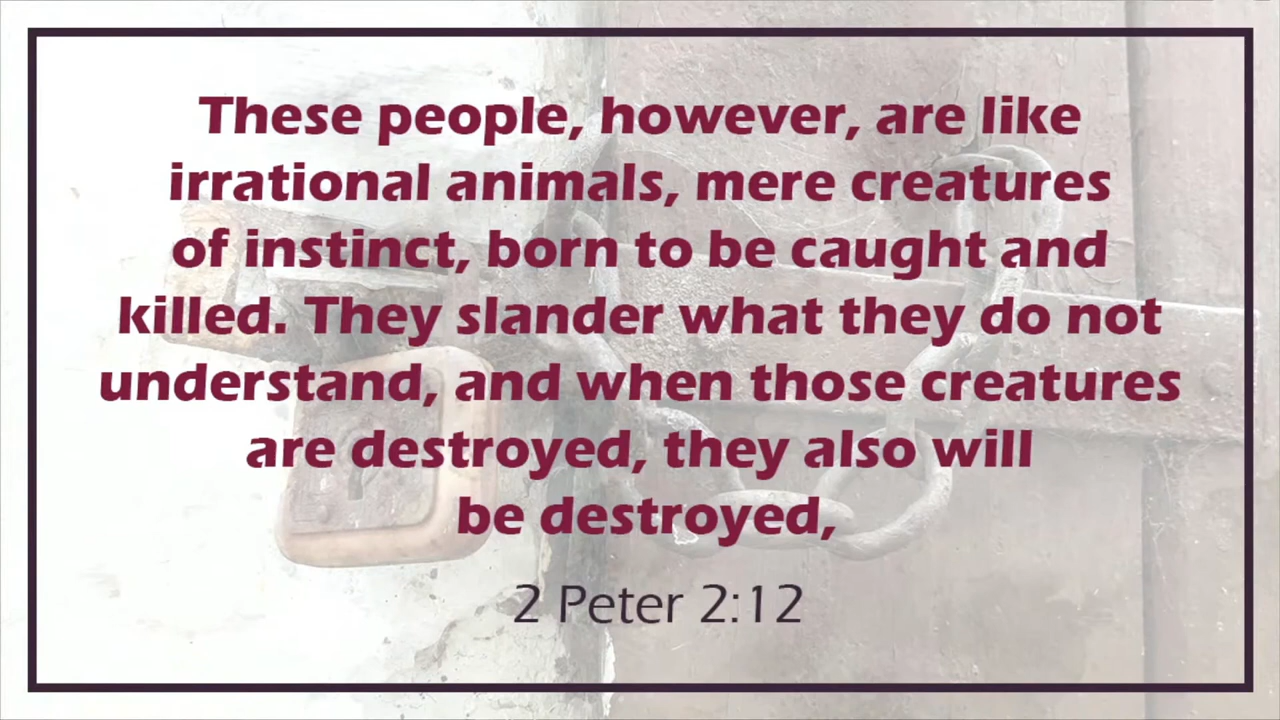 These people, however, are like
irrational animals, mere creatures
of instinct, born to be caught and
killed. They slander what they do not
understand, and when those creatures
are destroyed, they also will
be destroyed,
2 Peter 2:12